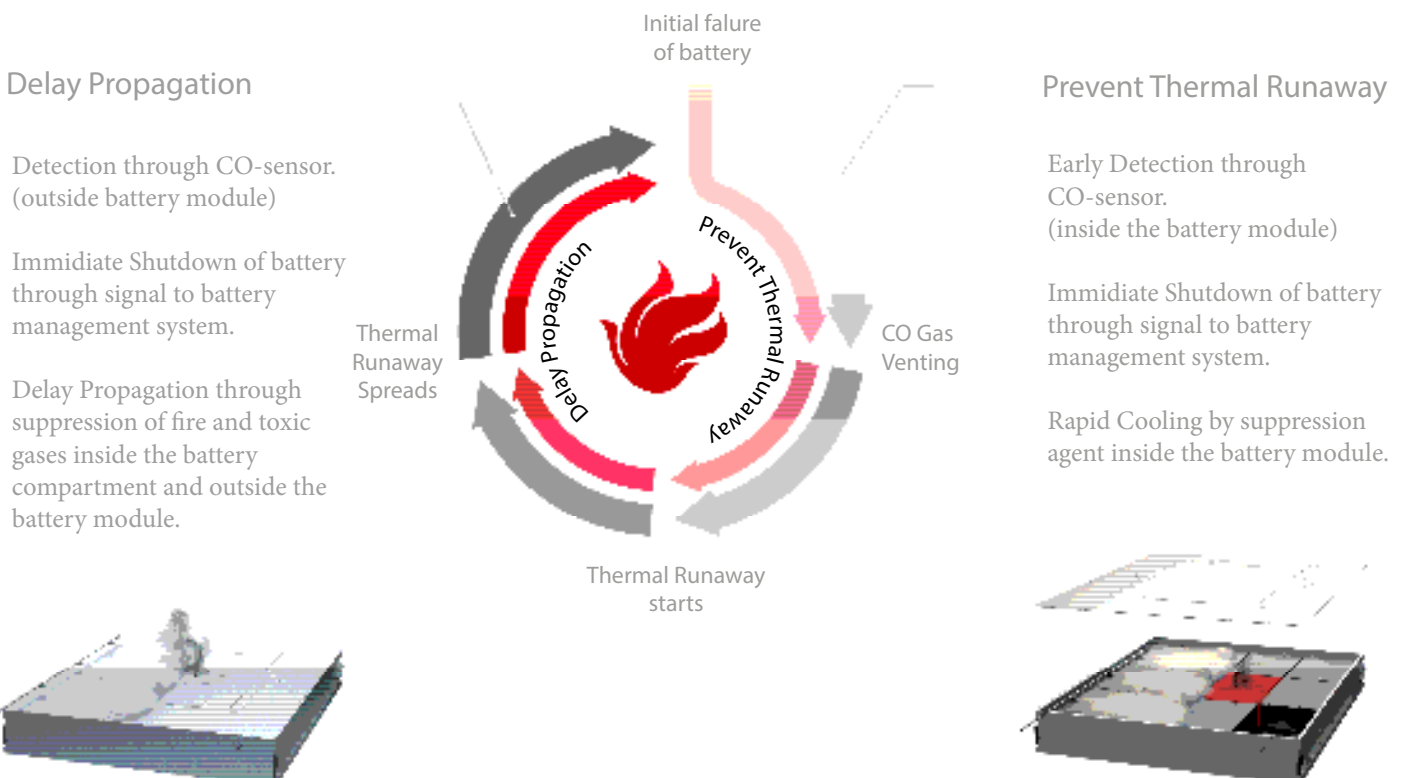 Initial falure
of battery
Delay Propagation
Detection through CO-sensor.
(outside battery module)
Immidiate Shutdown of battery
through signal to battery
management system.
Delay Propagation through
suppression of fire and toxic
gases inside the battery
compartment and outside the
battery module.
Thermal
Runaway
Spreads
Delay Propagation
Prevent Thermal Runaway
CO Gas
Venting
Thermal Runaway
starts
Prevent Thermal Runaway
Early Detection through
CO-sensor.
(inside the battery module)
Immidiate Shutdown of battery
through signal to battery
management system.
Rapid Cooling by suppression
agent inside the battery module.